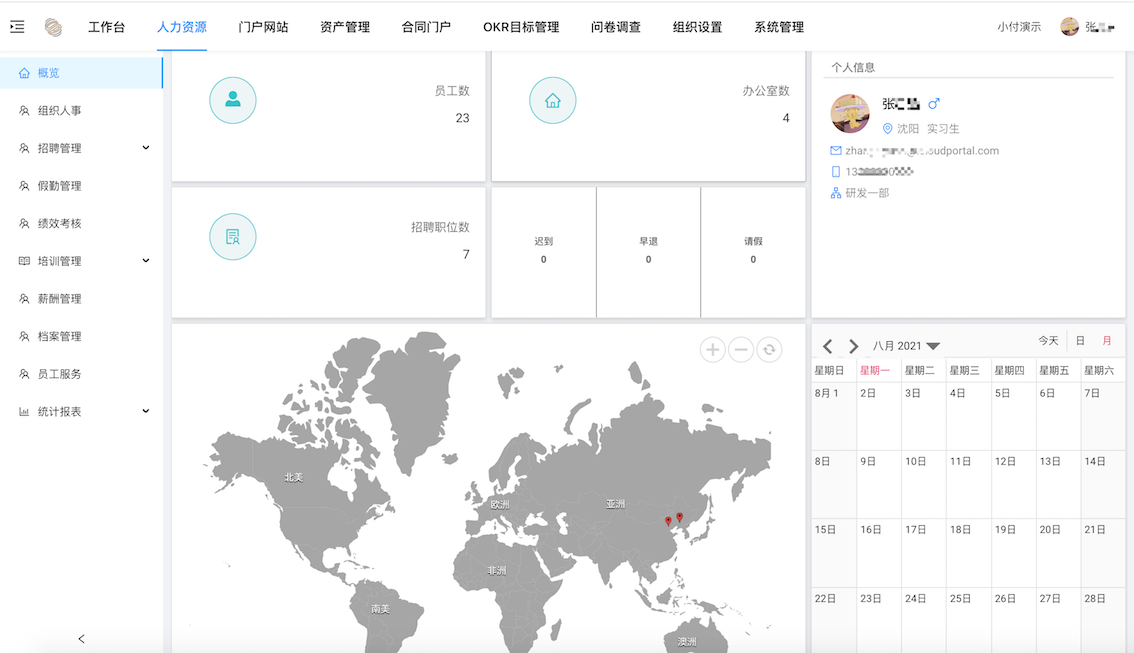 工作台 人力资源 门户网站 资产管理 合同门户 OKR目标管理 问卷调查 组织设置 系统管理 小付演示 张
概览
组织人事
招聘管理
假勤管理
绩效考核
培训管理
薪酬管理
档案管理
员工服务
统计报表
员工数
23
办公室数
4
招聘职位数
7
迟到 早退 请假
0 0 0
个人信息
张
沈阳 实习生
oudportal.com
研发一部
北美
欧洲
亚洲
非洲
南美
澳洲
八月 2021 今天 日 月
星期日 星期一 星期二 星期三 星期四 星期五 星期六
8月 1 2日 3日 4日 5日 6日 7日
8日 9日 10日 11日 12日 13日 14日
15日 16日 17日 18日 19日 20日 21日
22日 23日 24日 25日 26日 27日 28日